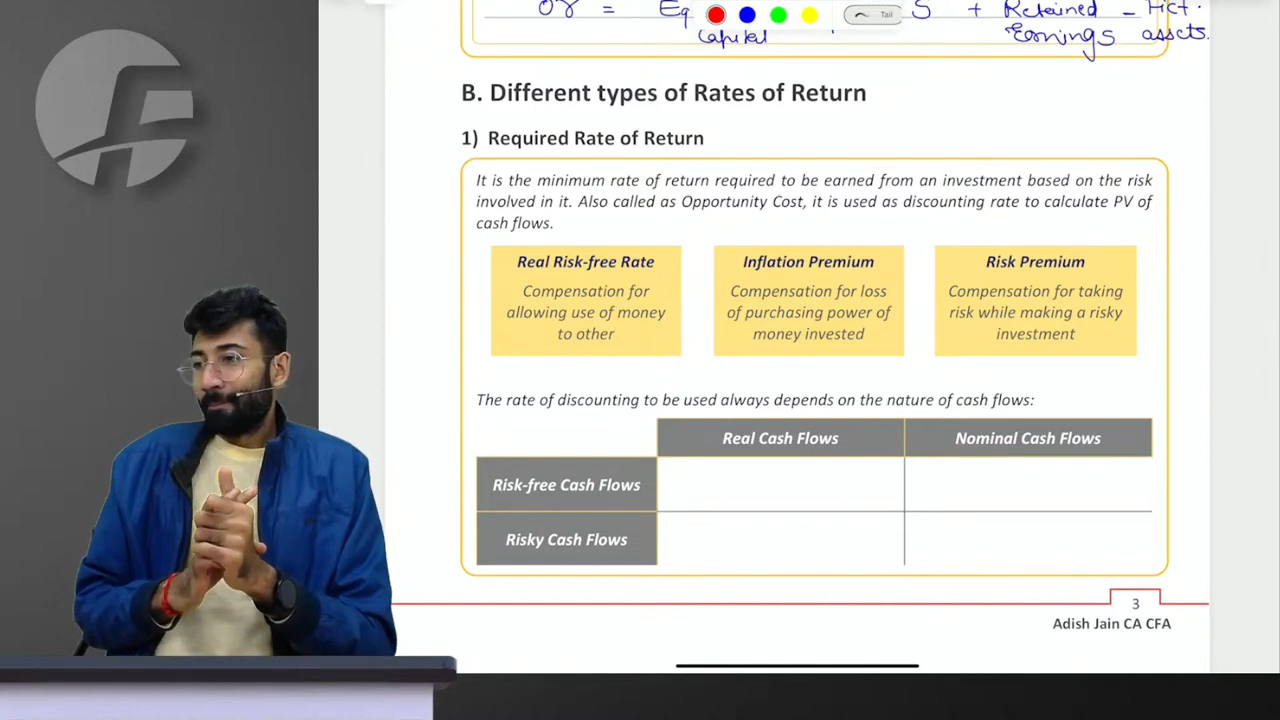 or = Eq S + Retained - Fict.
Capital Earnings assets.
Tail
B. Different types of Rates of Return
1) Required Rate of Return
It is the minimum rate of return required to be earned from an investment based on the risk
involved in it. Also called as Opportunity Cost, it is used as discounting rate to calculate PV of
cash flows.
Real Risk-free Rate
Compensation for
allowing use of money
to other
Inflation Premium
Compensation for loss
of purchasing power of
money invested
Risk Premium
Compensation for taking
risk while making a risky
investment
The rate of discounting to be used always depends on the nature of cash flows:
Real Cash Flows Nominal Cash Flows
Risk-free Cash Flows
Risky Cash Flows
3
Adish Jain CA CFA